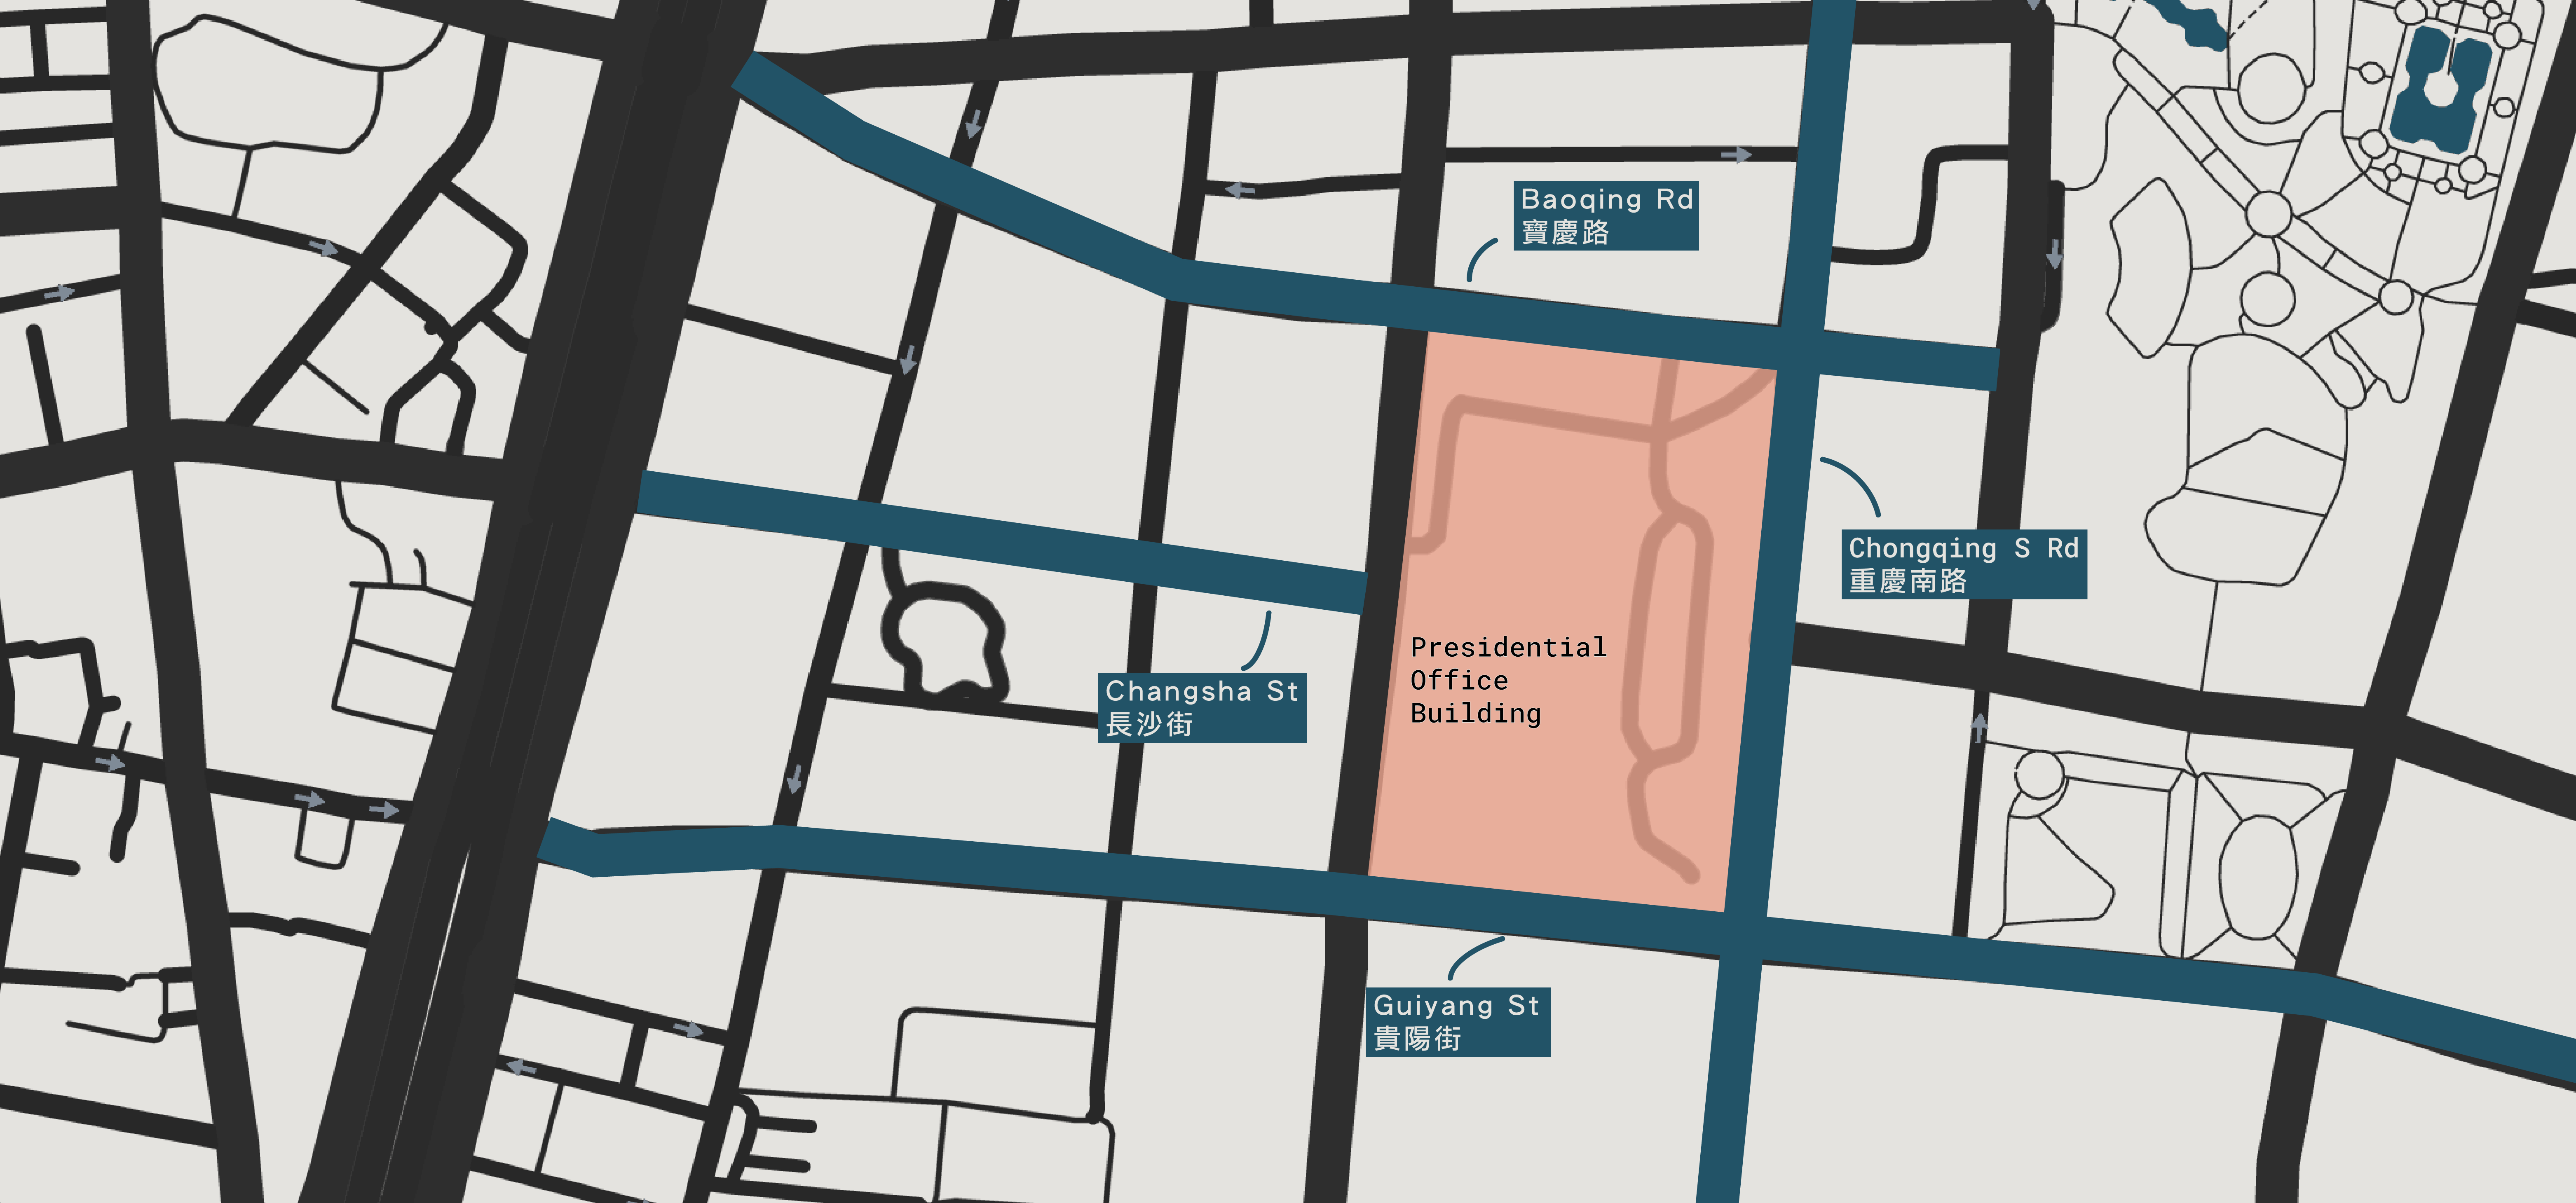 Baoqing Rd
寶慶路
Chongqing S Rd
重慶南路
Presidential
Office
Building
Changsha St
長沙街
Guiyang St
貴陽街